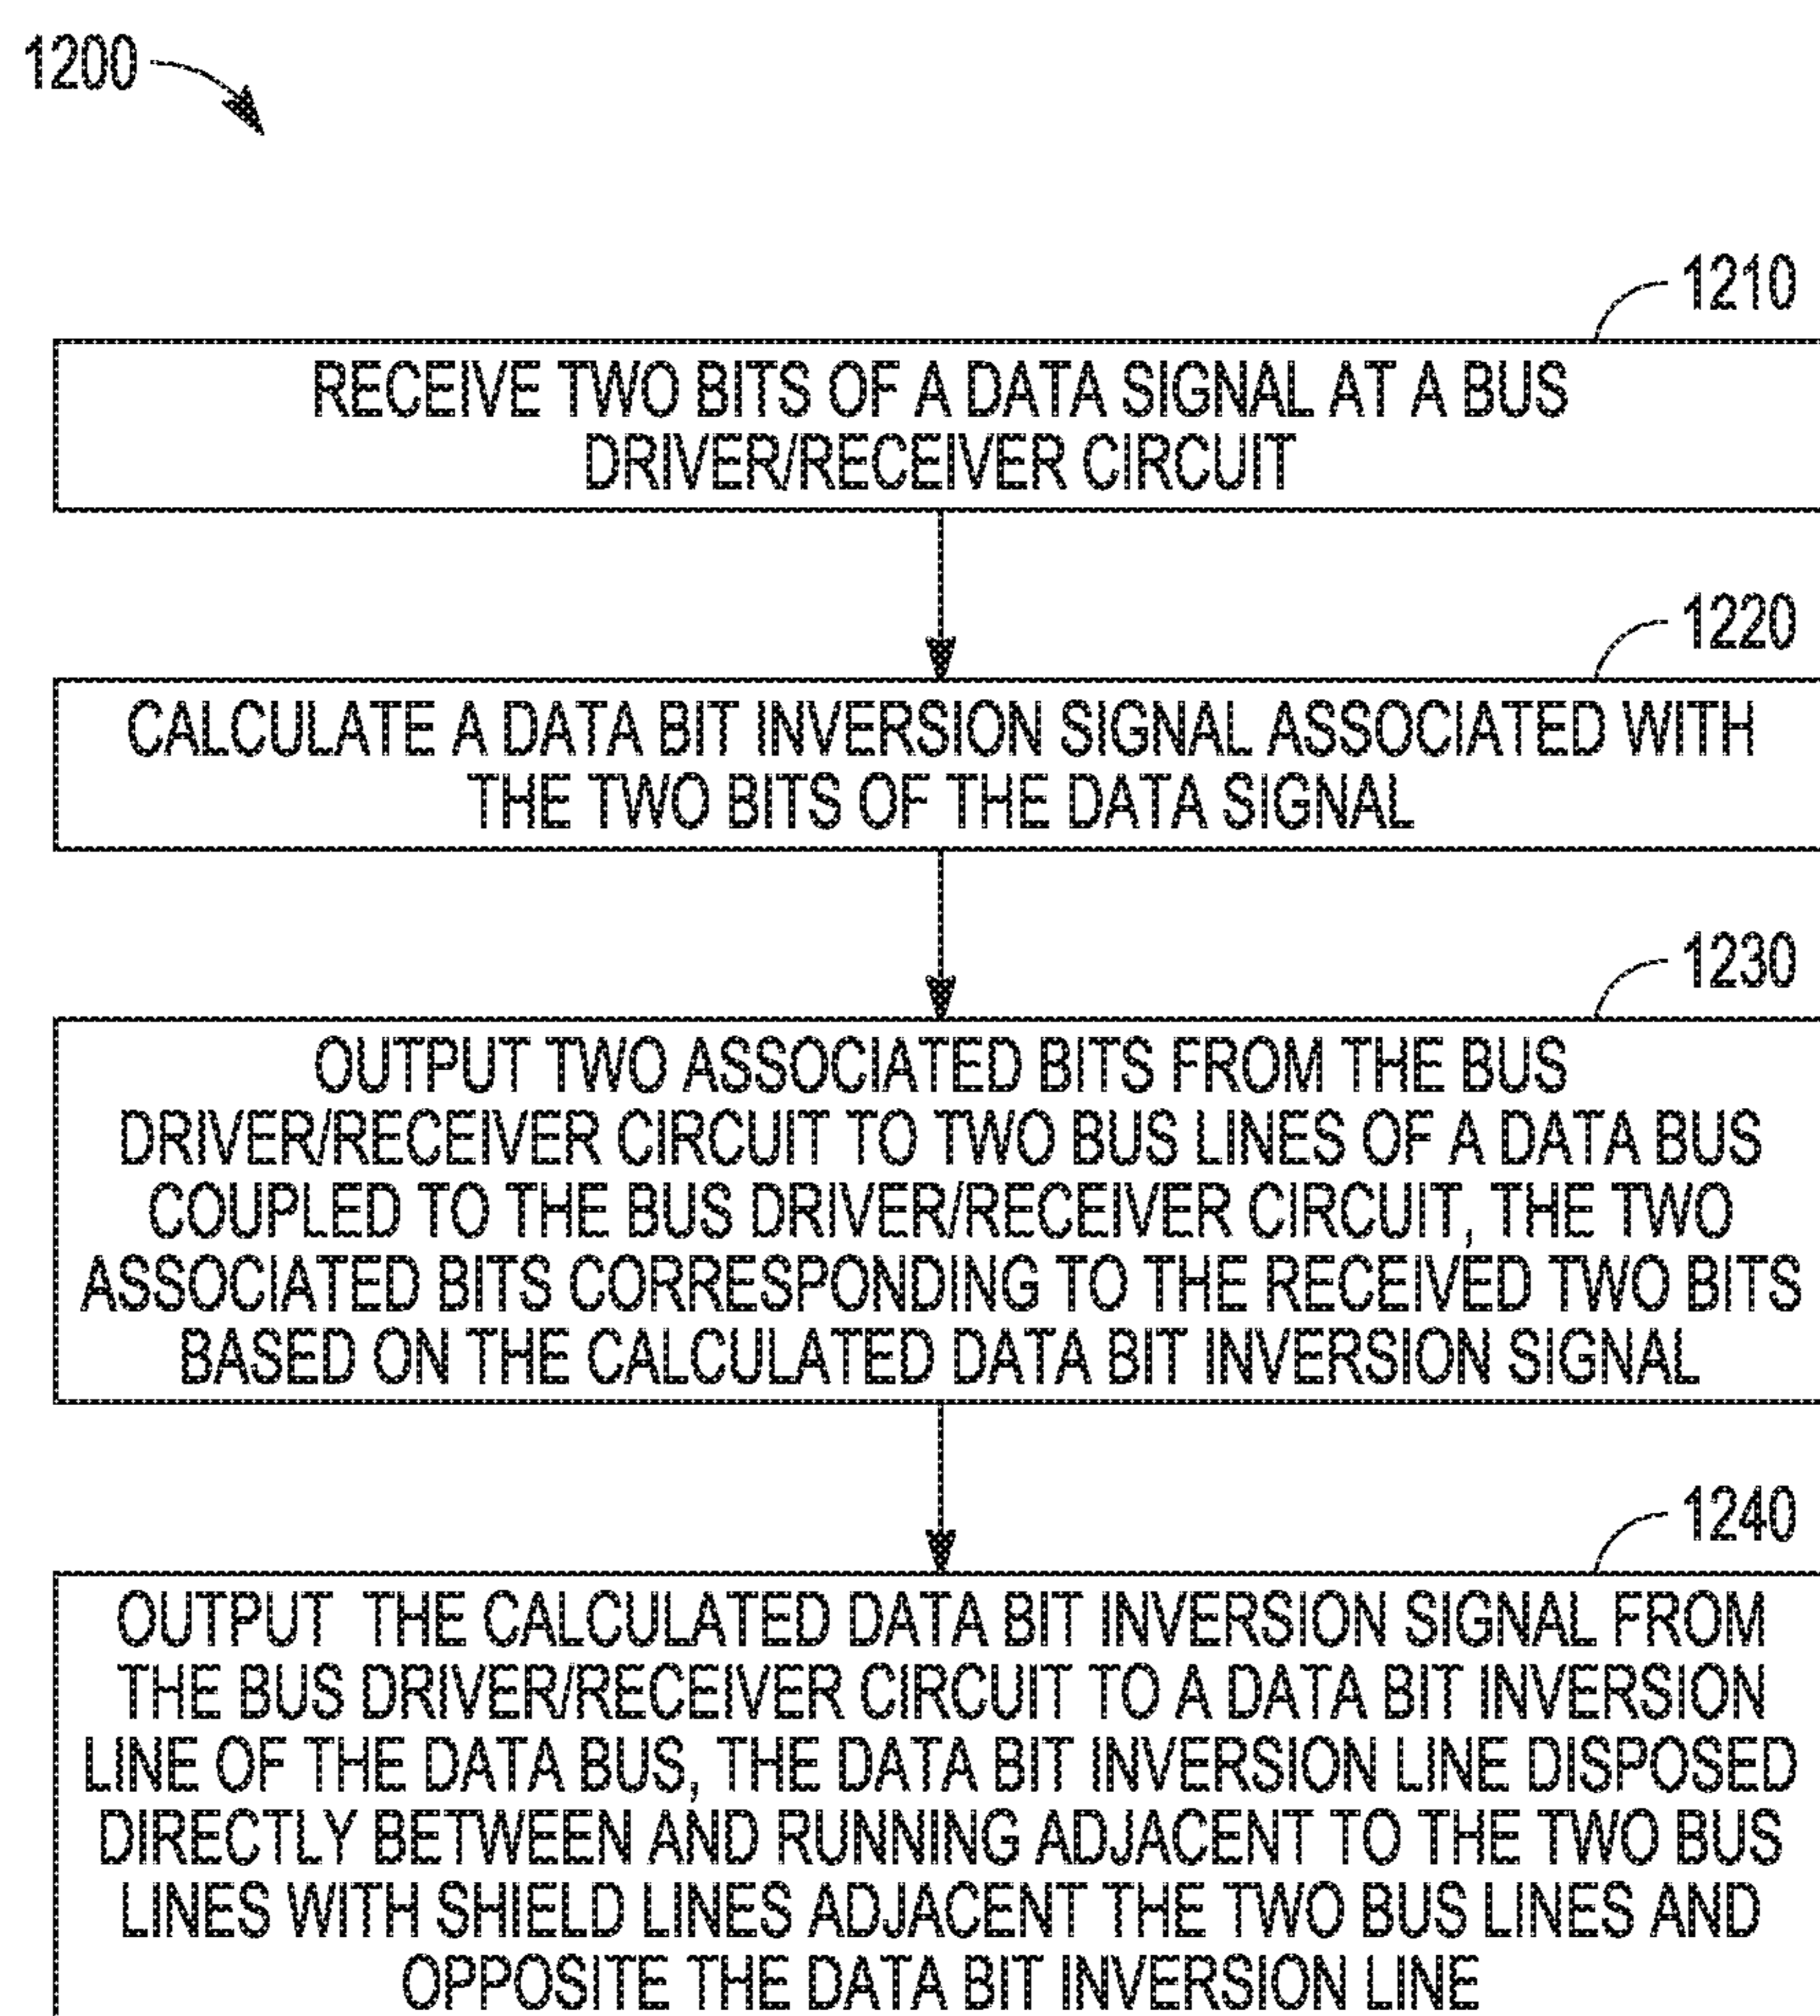 1200
1210
RECEIVE TWO BITS OF A DATA SIGNAL AT A BUS
DRIVER/RECEIVER CIRCUIT
1220
CALCULATE A DATA BIT INVERSION SIGNAL ASSOCIATED WITH
THE TWO BITS OF THE DATA SIGNAL
1230
OUTPUT TWO ASSOCIATED BITS FROM THE BUS
DRIVER/RECEIVER CIRCUIT TO TWO BUS LINES OF A DATA BUS
COUPLED TO THE BUS DRIVER/RECEIVER CIRCUIT, THE TWO
ASSOCIATED BITS CORRESPONDING TO THE RECEIVED TWO BITS
BASED ON THE CALCULATED DATA BIT INVERSION SIGNAL
1240
OUTPUT THE CALCULATED DATA BIT INVERSION SIGNAL FROM
THE BUS DRIVER/RECEIVER CIRCUIT TO A DATA BIT INVERSION
LINE OF THE DATA BUS, THE DATA BIT INVERSION LINE DISPOSED
DIRECTLY BETWEEN AND RUNNING ADJACENT TO THE TWO BUS
LINES WITH SHIELD LINES ADJACENT THE TWO BUS LINES AND
OPPOSITE THE DATA BIT INVERSION LINE